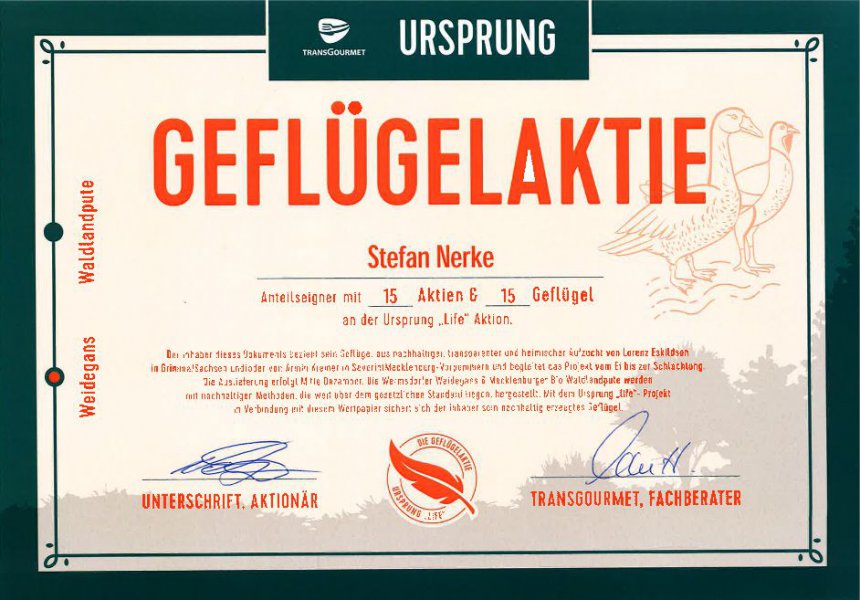 TRANSGOURMET
URSPRUNG
GEFLÜGELAKTIE
Waldlandpute
Weidegans
Stefan Nerke
Anteilseigner mit 15 Aktien & 15 Geflügel
an der Ursprung „Life“ Aktion.
Der Inhaber dieses Dokuments bezieht sein Geflügel aus nachhaltiger, transparenter und heimischer Aufzucht von Lorenz Eskildsen
in Grimma/Sachsen und/oder von Armin Kremer in Severin/Mecklenburg-Vorpommern und begleitet das Projekt vom Ei bis zur Schlachtung.
Die Auslieferung erfolgt Mitte Dezember. Die Wermsdorfer Weidegans & Mecklenburger Bio Waldlandpute werden
mit nachhaltiger Methoden, die weit über dem gesetzlichen Standard liegen, hergestellt. Mit dem Ursprung „life“- Projekt
in Verbindung mit diesem Wertpapier sichert sich der Inhaber sein nachhaltig erzeugtes Geflügel.
DIE GEFLÜGELAKTIE
URSPRUNG „LIFE“
UNTERSCHRIFT, AKTIONÄR
TRANSGOURMET, FACHBERATER